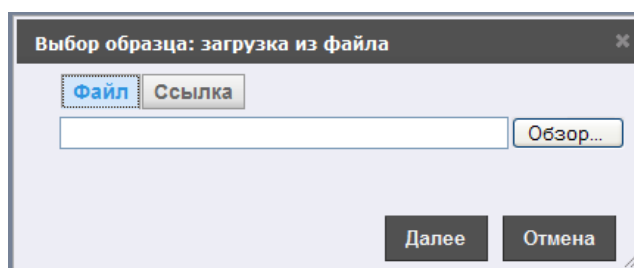 Выбор образца: загрузка из файла
Файл Ссылка
Обзор...
Далее Отмена